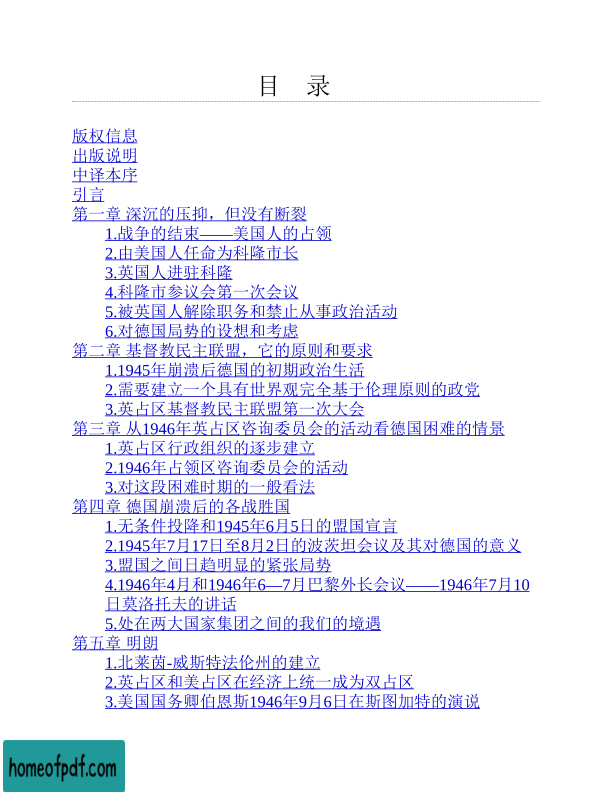 目 录
版权信息
出版说明
中译本序
引言
第一章 深沉的压抑，但没有断裂
1.战争的结束——美国人的占领
2.由美国人任命为科隆市长
3.英国人进驻科隆
4.科隆市参议会第一次会议
5.被英国人解除职务和禁止从事政治活动
6.对德国局势的设想和考虑
第二章 基督教民主联盟，它的原则和要求
1.1945年崩溃后德国的初期政治生活
2.需要建立一个具有世界观完全基于伦理原则的政党
3.英占区基督教民主联盟第一次大会
第三章 从1946年英占区咨询委员会的活动看德国困难的情景
1.英占区行政组织的逐步建立
2.1946年占领区咨询委员会的活动
3.对这段困难时期的一般看法
第四章 德国崩溃后的各战胜国
1.无条件投降和1945年6月5日的盟国宣言
2.1945年7月17日至8月2日的波茨坦会议及其对德国的意义
3.盟国之间日趋明显的紧张局势
4.1946年4月和1946年6—7月巴黎外长会议——1946年7月10
日莫洛托夫的讲话
5.处在两大国家集团之间的我们的境遇
第五章 明朗
1.北莱茵-威斯特法伦州的建立
2.英占区和美占区在经济上统一成为双占区
3.美国国务卿伯恩斯1946年9月6日在斯图加特的演说
homeofpdf.com